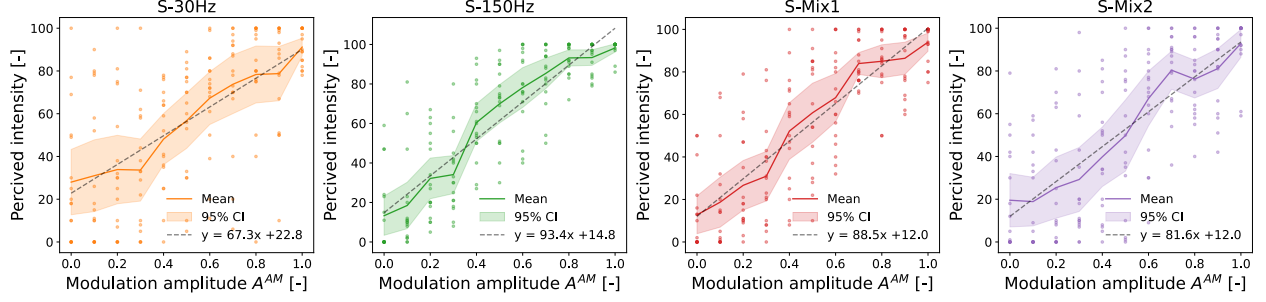 S-30Hz
Percived intensity [-]
100
80
60
40
20
0
Mean
95% CI
y = 67.3x +22.8
0.0 0.2 0.4 0.6 0.8 1.0
Modulation amplitude A^AM [-]
S-150Hz
Percived intensity [-]
100
80
60
40
20
0
Mean
95% CI
y = 93.4x +14.8
0.0 0.2 0.4 0.6 0.8 1.0
Modulation amplitude A^AM [-]
S-Mix1
Percived intensity [-]
100
80
60
40
20
0
Mean
95% CI
y = 88.5x +12.0
0.0 0.2 0.4 0.6 0.8 1.0
Modulation amplitude A^AM [-]
S-Mix2
Percived intensity [-]
100
80
60
40
20
0
Mean
95% CI
y = 81.6x +12.0
0.0 0.2 0.4 0.6 0.8 1.0
Modulation amplitude A^AM [-]